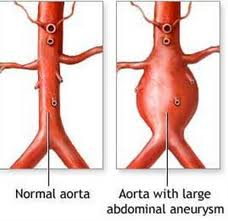 Normal aorta
Aorta with large
abdominal aneurysm